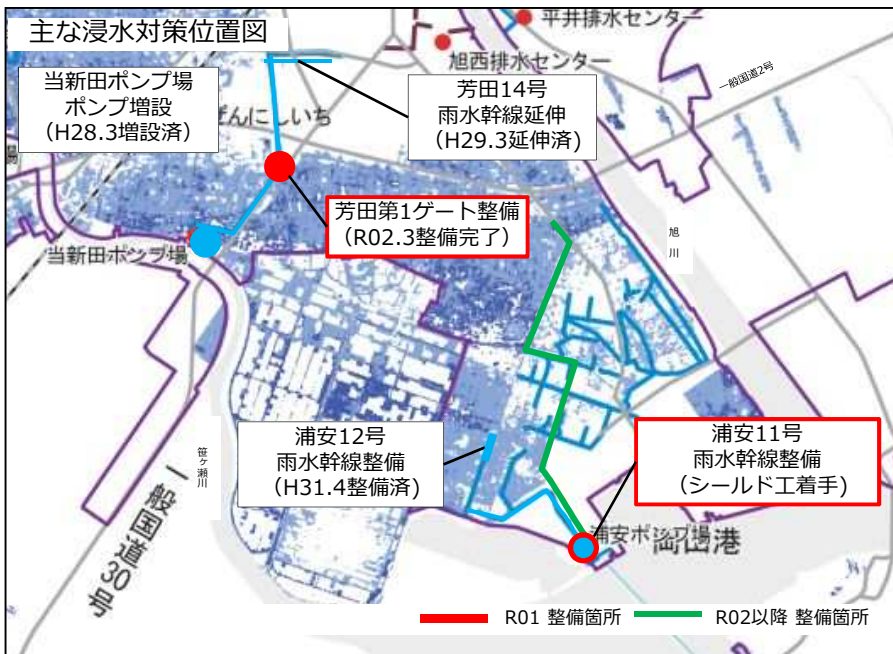 主な浸水対策位置図
平井排水センター
旭西排水センター
一般国道2号
当新田ポンプ場
ポンプ増設
（H28.3増設済）
芳田14号
雨水幹線延伸
（H29.3延伸済）
ぜんにしいち
場
芳田第1ゲート整備
（R02.3整備完了）
旭川
当新田ポンプ場
浦安12号
雨水幹線整備
（H31.4整備済）
浦安11号
雨水幹線整備
（シールド工着手)
笹ヶ瀬川
一般国道30号
浦安ポンプ場
岡山港
R01 整備箇所
R02以降 整備箇所